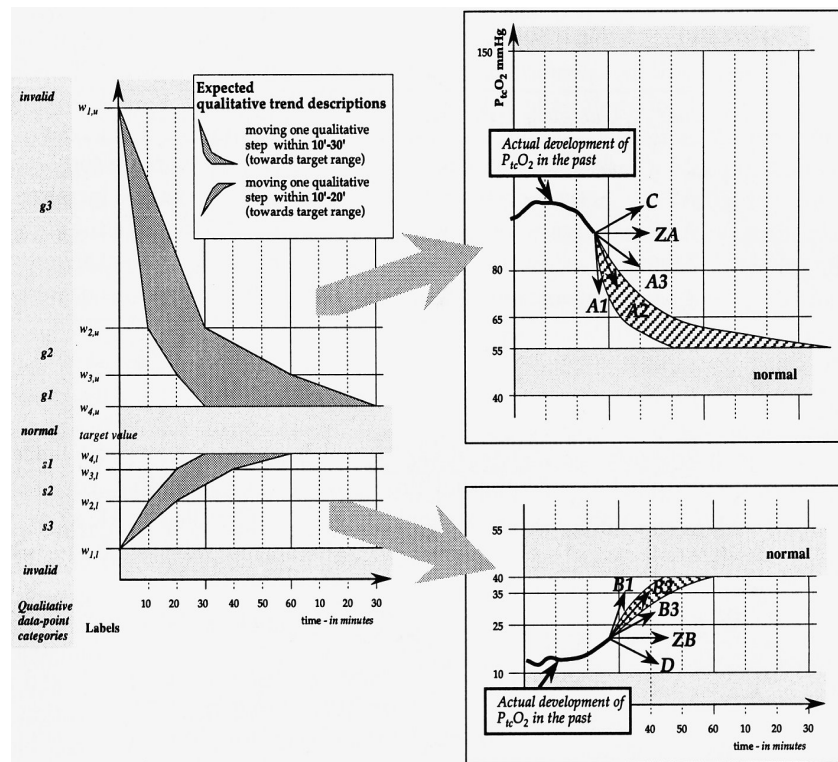 Expected
qualitative trend descriptions
moving one qualitative
step within 10'-30'
(towards target range)
moving one qualitative
step within 10'-20'
(towards target range)
invalid
g3
g2
g1
normal
s1
s2
s3
invalid
Qualitative
data-point
categories
w1,u
w2,u
w3,u
w4,u
target value
w4,l
w3,l
w2,l
w1,l
Labels
10 20 30 40 50 60 20 30
time - in minutes
PtcO2 mmHg
150
80
65
55
40
Actual development of
PtcO2 in the past
C
ZA
A3
A2
A1
normal
55
40
35
25
10
normal
B1
B2
B3
ZB
D
Actual development of
PtcO2 in the past
40 50 60 10 20 30
time - in minutes